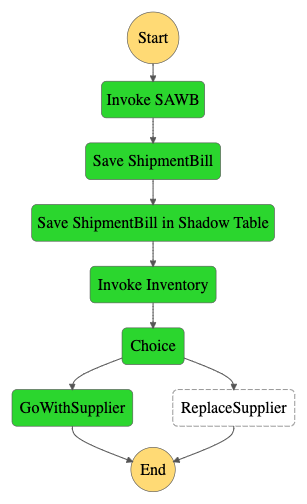 Start
Invoke SAWB
Save ShipmentBill
Save ShipmentBill in Shadow Table
Invoke Inventory
Choice
GoWithSupplier
ReplaceSupplier
End